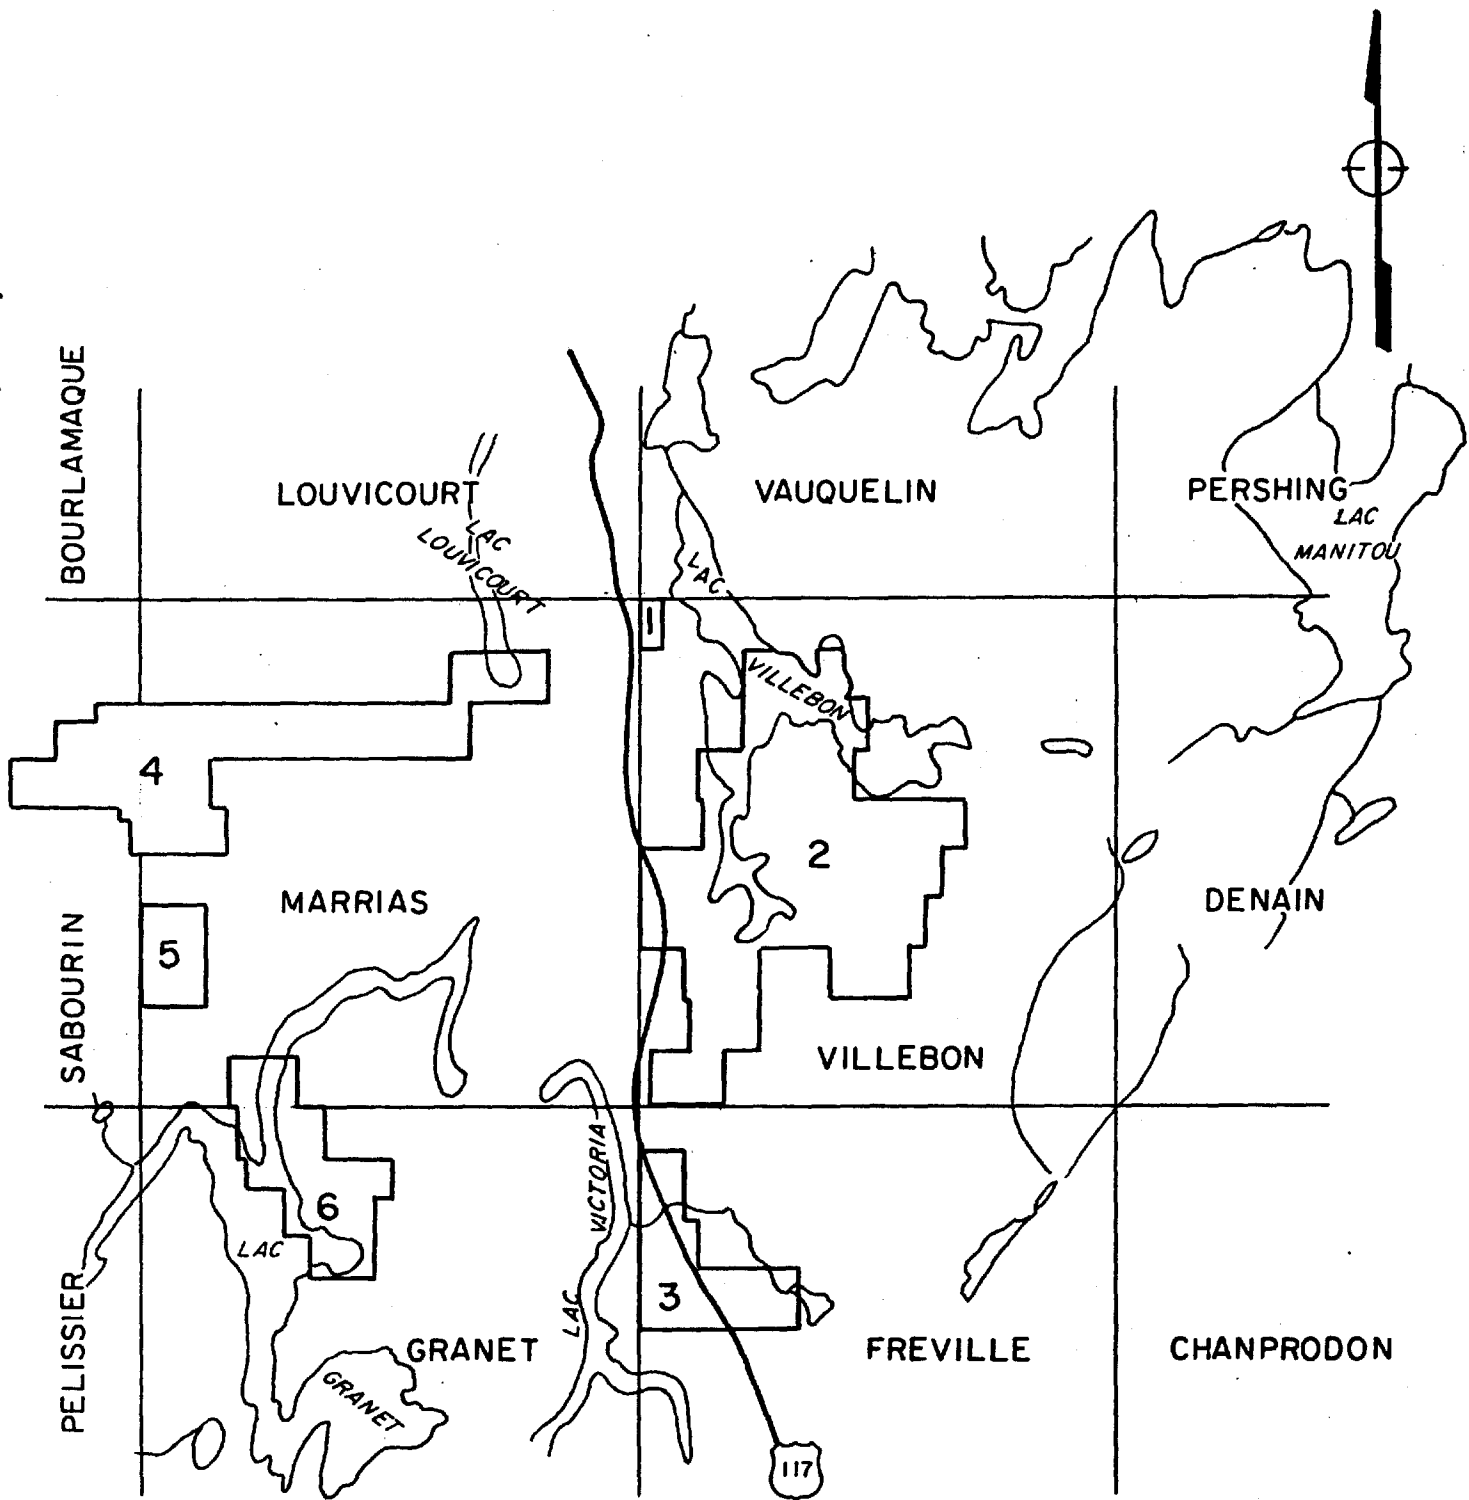 BOURLAMAQUE
LOUVICOURT
VAUQUELIN
PERSHING
LAC
LOUVICOURT
LAC
MANITOU
LAC
VILLEBON
1
4
2
MARRIAS
DENAIN
SABOURIN
5
VILLEBON
VICTORIA
LAC
6
LAC
GRANET
3
PELISSIER
GRANET
FREVILLE
CHANPRODON
117